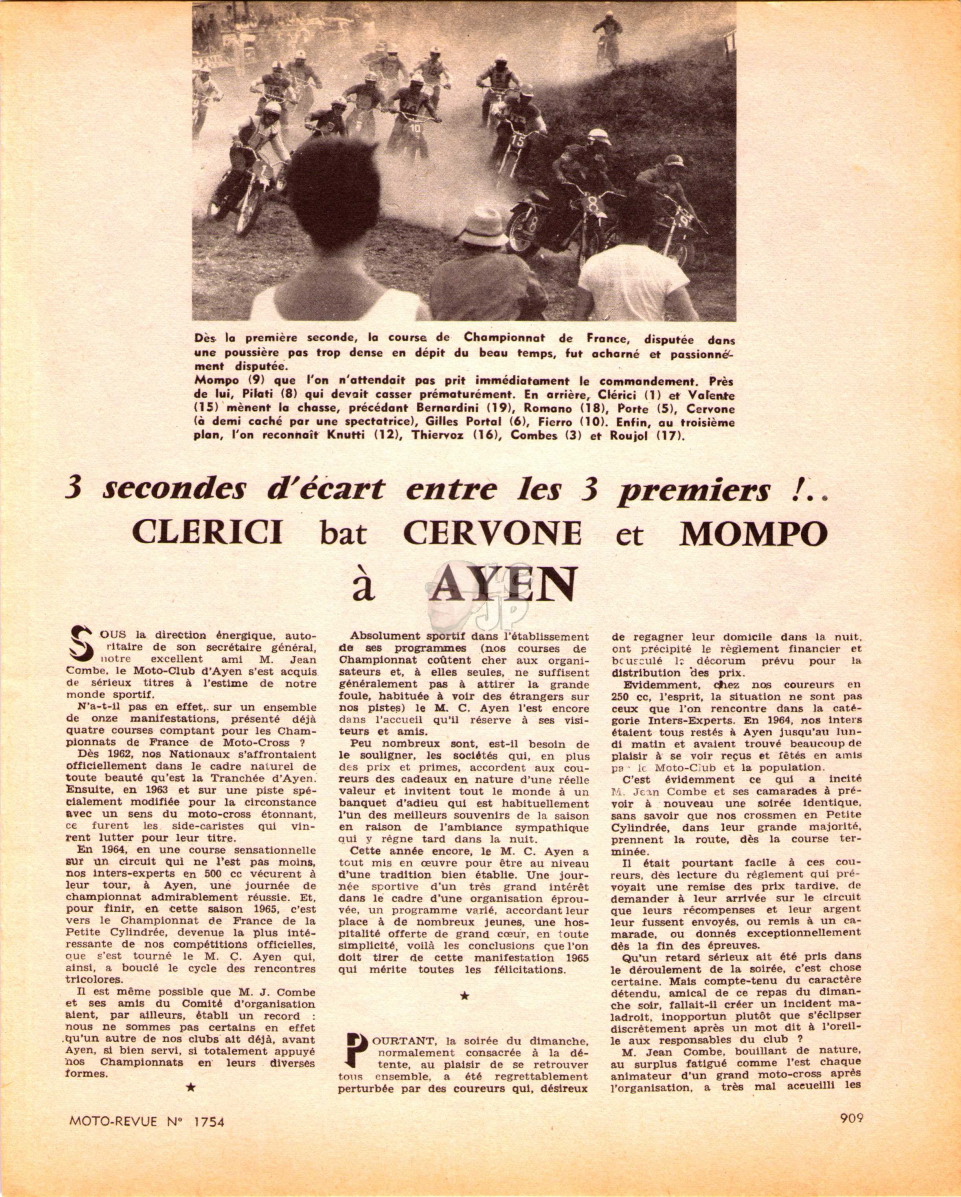 10
15
8
Dès la première seconde, la course de Championnat de France, disputée dans
une poussière pas trop dense en dépit du beau temps, fut acharné et passionné-
ment disputée.
Mompo (9) que l'on n'attendait pas prit immédiatement le commandement. Près
de lui, Pilati (8) qui devait casser prématurément. En arrière, Clérici (1) et Valente
(15) mènent la chasse, précédant Bernardini (19), Romano (18), Porte (5), Cervone
(à demi caché par une spectatrice), Gilles Portal (6), Fierro (10). Enfin, au troisième
plan, l'on reconnaît Knutti (12), Thiervoz (16), Combes (3) et Roujol (17).
3 secondes d'écart entre les 3 premiers !..
CLERICI bat CERVONE et MOMPO
à AYEN
SOUS la direction énergique, auto-
ritaire de son secrétaire général,
notre excellent ami M. Jean
Combe, le Moto-Club d'Ayen s'est acquis
de sérieux titres à l'estime de notre
monde sportif.
N'a-t-il pas en effet, sur un ensemble
de onze manifestations, présenté déjà
quatre courses comptant pour les Cham-
pionnats de France de Moto-Cross ?
Dès 1962, nos Nationaux s'affrontaient
officiellement dans le cadre naturel de
toute beauté qu'est la Tranchée d'Ayen.
Ensuite, en 1963 et sur une piste spé-
cialement modifiée pour la circonstance
avec un sens du moto-cross étonnant,
ce furent les side-caristes qui vin-
rent lutter pour leur titre.
En 1964, en une course sensationnelle
sur un circuit qui ne l'est pas moins,
nos inters-experts en 500 cc vécurent à
leur tour, à Ayen, une journée de
championnat admirablement réussie. Et,
pour finir, en cette saison 1965, c'est
vers le Championnat de France de la
Petite Cylindrée, devenue la plus inté-
ressante de nos compétitions officielles,
que s'est tourné le M. C. Ayen qui,
ainsi, a bouclé le cycle des rencontres
tricolores.
Il est même possible que M. J. Combe
et ses amis du Comité d'organisation
aient, par ailleurs, établi un record :
nous ne sommes pas certains en effet
qu'un autre de nos clubs ait déjà, avant
Ayen, si bien servi, si totalement appuyé
nos Championnats en leurs diverses
formes.
★
Absolument sportif dans l'établissement
de ses programmes (nos courses de
Championnat coûtent cher aux organi-
sateurs et, à elles seules, ne suffisent
généralement pas à attirer la grande
foule, habituée à voir des étrangers sur
nos pistes) le M. C. Ayen l'est encore
dans l'accueil qu'il réserve à ses visi-
teurs et amis.
Peu nombreux sont, est-il besoin de
le souligner, les sociétés qui, en plus
des prix et primes, accordent aux cou-
reurs des cadeaux en nature d'une réelle
valeur et invitent tout le monde à un
banquet d'adieu qui est habituellement
l'un des meilleurs souvenirs de la saison
en raison de l'ambiance sympathique
qui y règne tard dans la nuit.
Cette année encore, le M. C. Ayen a
tout mis en œuvre pour être au niveau
d'une tradition bien établie. Une jour-
née sportive d'un très grand intérêt
dans le cadre d'une organisation éprou-
vée, un programme varié, accordant leur
place à de nombreux jeunes, une hos-
pitalité offerte de grand cœur, en toute
simplicité, voilà les conclusions que l'on
doit tirer de cette manifestation 1965
qui mérite toutes les félicitations.
★
POURTANT, la soirée du dimanche,
normalement consacrée à la dé-
tente, au plaisir de se retrouver
tous ensemble, a été regrettablement
perturbée par des coureurs qui, désireux
de regagner leur domicile dans la nuit,
ont précipité le règlement financier et
bousculé le décorum prévu pour la
distribution des prix.
Evidemment, chez nos coureurs en
250 cc, l'esprit, la situation ne sont pas
ceux que l'on rencontre dans la caté-
gorie Inters-Experts. En 1964, nos inters
étaient tous restés à Ayen jusqu'au lun-
di matin et avaient trouvé beaucoup de
plaisir à se voir reçus et fêtés en amis
par le Moto-Club et la population.
C'est évidemment ce qui a incité
M. Jean Combe et ses camarades à pré-
voir à nouveau une soirée identique,
sans savoir que nos crossmen en Petite
Cylindrée, dans leur grande majorité,
prennent la route, dès la course ter-
minée.
Il était pourtant facile à ces cou-
reurs, dès lecture du règlement qui pré-
voyait une remise des prix tardive, de
demander à leur arrivée sur le circuit
que leurs récompenses et leur argent
leur fussent envoyés, ou remis à un ca-
marade, ou donnés exceptionnellement
dès la fin des épreuves.
Qu'un retard sérieux ait été pris dans
le déroulement de la soirée, c'est chose
certaine. Mais compte-tenu du caractère
détendu, amical de ce repas du diman-
che soir, fallait-il créer un incident ma-
ladroit, inopportun plutôt que s'éclipser
discrètement après un mot dit à l'oreil-
le aux responsables du club ?
M. Jean Combe, bouillant de nature,
au surplus fatigué comme l'est chaque
animateur d'un grand moto-cross après
l'organisation, a très mal accueilli les
MOTO-REVUE N° 1754
909